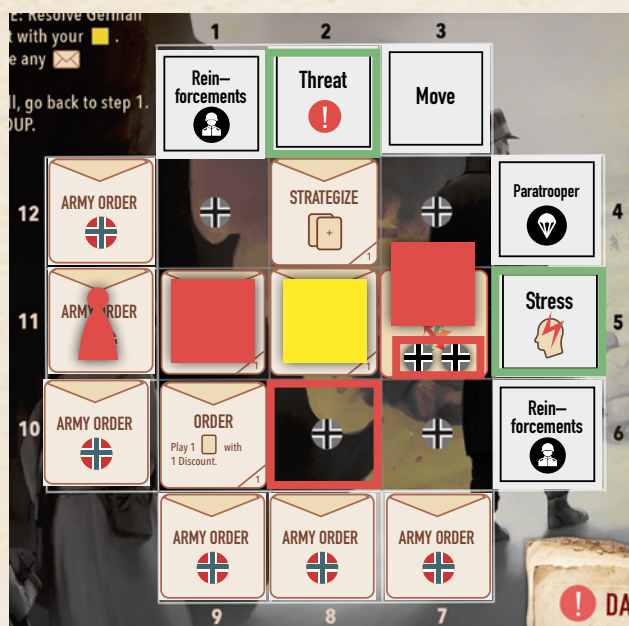 E: Resolve German
t with your
e any
ll, go back to step 1.
OUP.
1
2
3
Rein–
forcements
Threat
!
Move
12
ARMY ORDER
STRATEGIZE
+
1
Paratrooper
4
11
ARMY ORDER
1
1
Stress
5
10
ARMY ORDER
ORDER
Play 1 with
1 Discount.
1
Rein–
forcements
6
ARMY ORDER
ARMY ORDER
ARMY ORDER
9
8
7
! DA